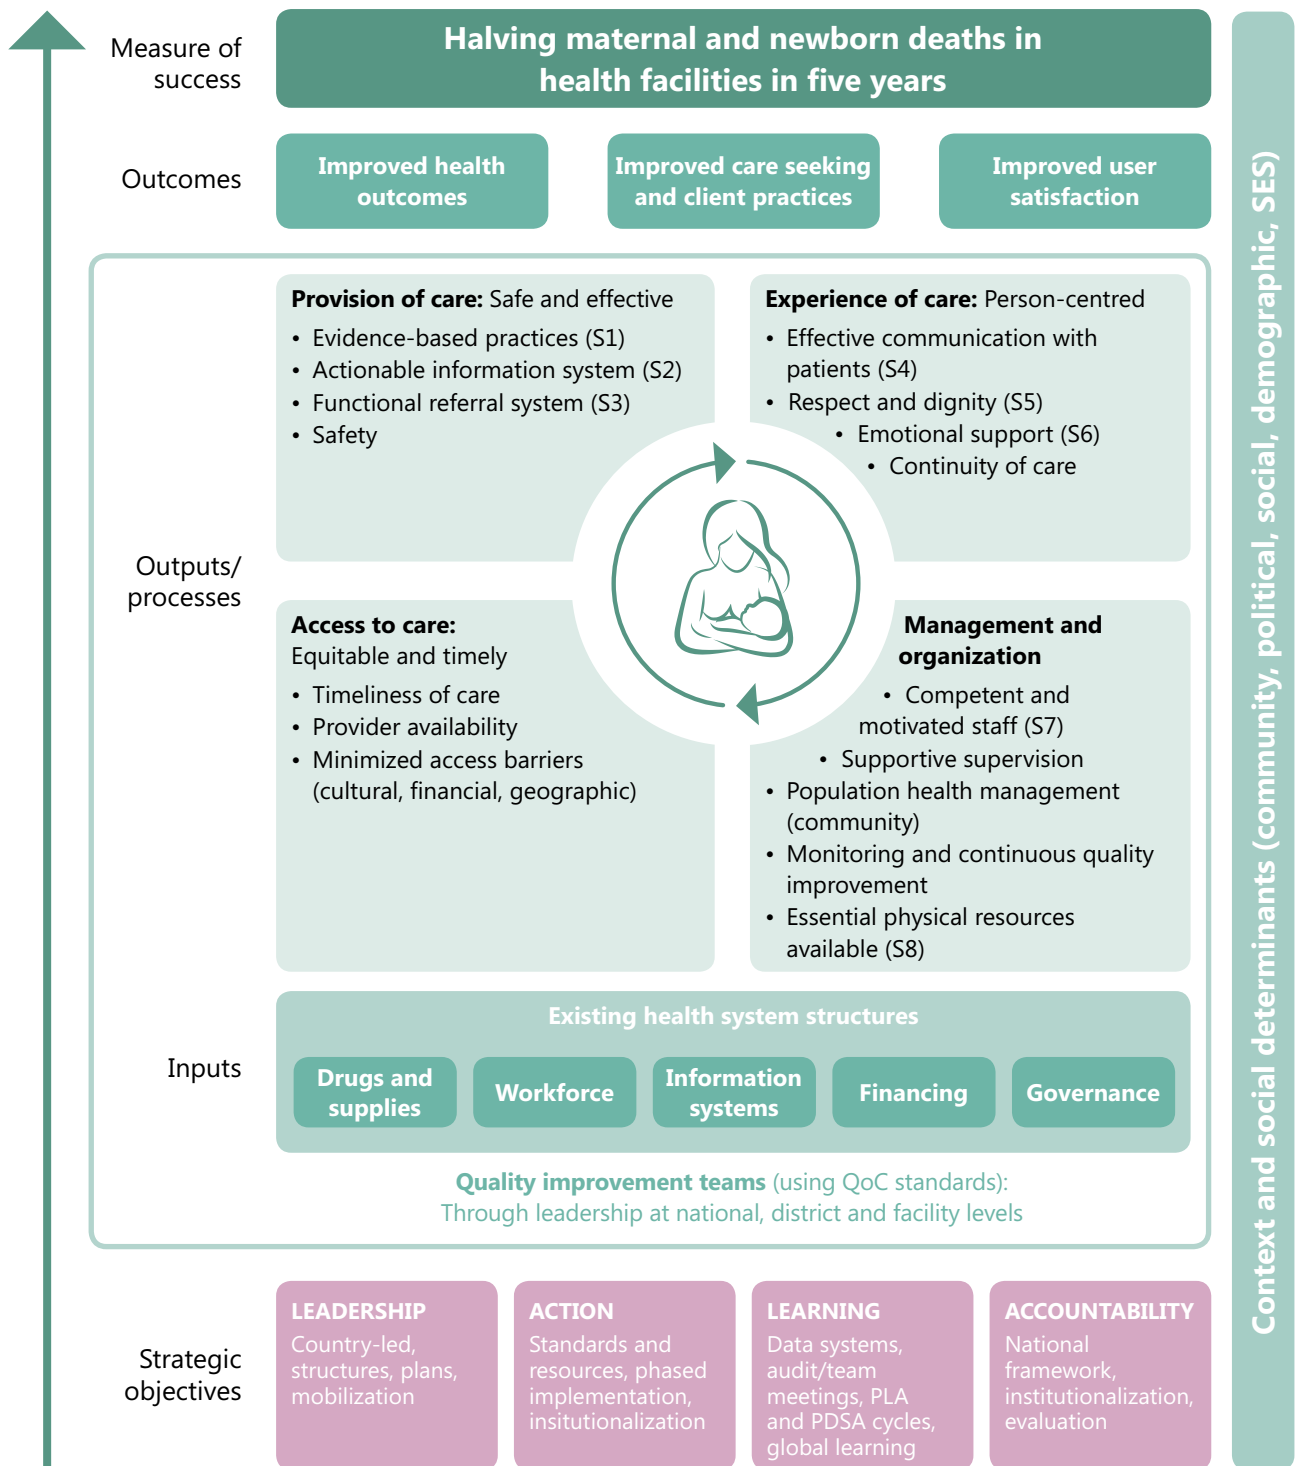 Measure of
success
Halving maternal and newborn deaths in
health facilities in five years
Outcomes
Improved health
outcomes
Improved care seeking
and client practices
Improved user
satisfaction
Outputs/
processes
Provision of care: Safe and effective
• Evidence-based practices (S1)
• Actionable information system (S2)
• Functional referral system (S3)
• Safety
Experience of care: Person-centred
• Effective communication with
patients (S4)
• Respect and dignity (S5)
• Emotional support (S6)
• Continuity of care
Access to care:
Equitable and timely
• Timeliness of care
• Provider availability
• Minimized access barriers
(cultural, financial, geographic)
Management and
organization
• Competent and
motivated staff (S7)
• Supportive supervision
• Population health management
(community)
• Monitoring and continuous quality
improvement
• Essential physical resources
available (S8)
Inputs
Existing health system structures
Drugs and
supplies
Workforce
Information
systems
Financing
Governance
Quality improvement teams (using QoC standards):
Through leadership at national, district and facility levels
Strategic
objectives
LEADERSHIP
Country-led,
structures, plans,
mobilization
ACTION
Standards and
resources, phased
implementation,
insitutionalization
LEARNING
Data systems,
audit/team
meetings, PLA
and PDSA cycles,
global learning
ACCOUNTABILITY
National
framework,
institutionalization,
evaluation
Context and social determinants (community, political, social, demographic, SES)